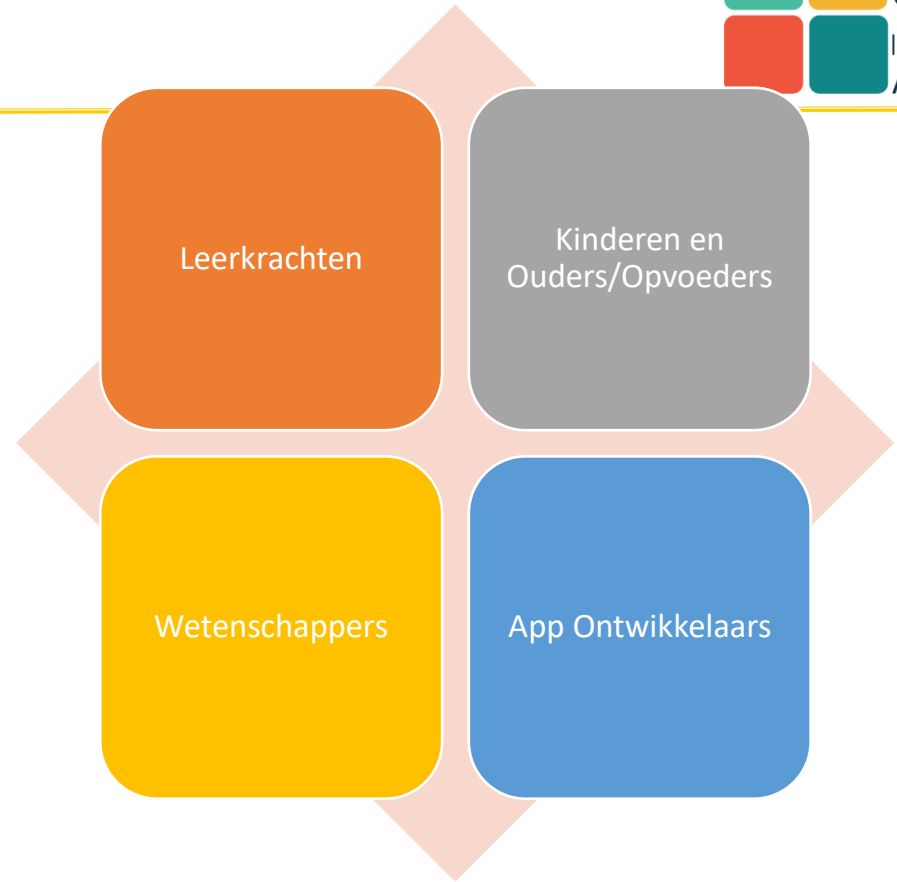 Leerkrachten
Kinderen en
Ouders/Opvoeders
Wetenschappers
App Ontwikkelaars